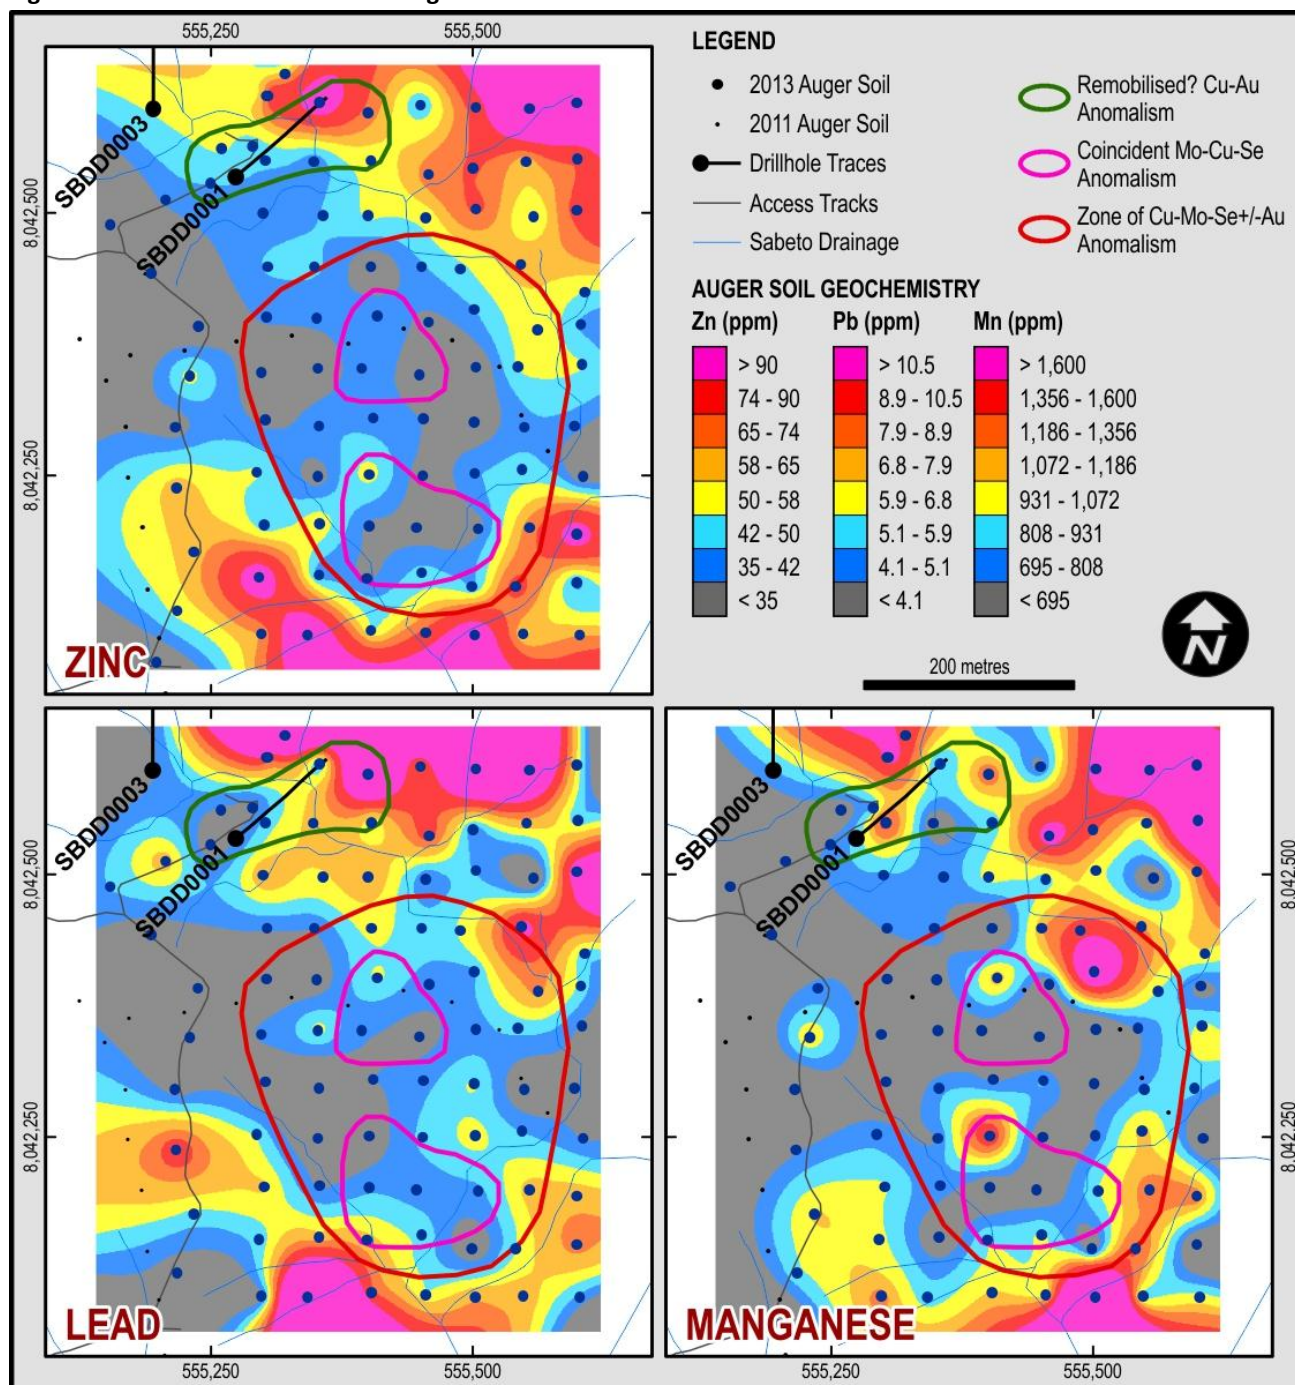 555,250
555,500
8,042,500
8,042,250
SBDD0003
SBDD0001
ZINC
LEGEND
2013 Auger Soil
2011 Auger Soil
Drillhole Traces
Access Tracks
Sabeto Drainage
Remobilised? Cu-Au
Anomalism
Coincident Mo-Cu-Se
Anomalism
Zone of Cu-Mo-Se+/-Au
Anomalism
AUGER SOIL GEOCHEMISTRY
Zn (ppm) Pb (ppm) Mn (ppm)
> 90 > 10.5 > 1,600
74 - 90 8.9 - 10.5 1,356 - 1,600
65 - 74 7.9 - 8.9 1,186 - 1,356
58 - 65 6.8 - 7.9 1,072 - 1,186
50 - 58 5.9 - 6.8 931 - 1,072
42 - 50 5.1 - 5.9 808 - 931
35 - 42 4.1 - 5.1 695 - 808
< 35 < 4.1 < 695
N
200 metres
8,042,500
8,042,250
SBDD0003
SBDD0001
LEAD
555,250
555,500
SBDD0003
SBDD0001
MANGANESE
8,042,500
8,042,250
555,250
555,500